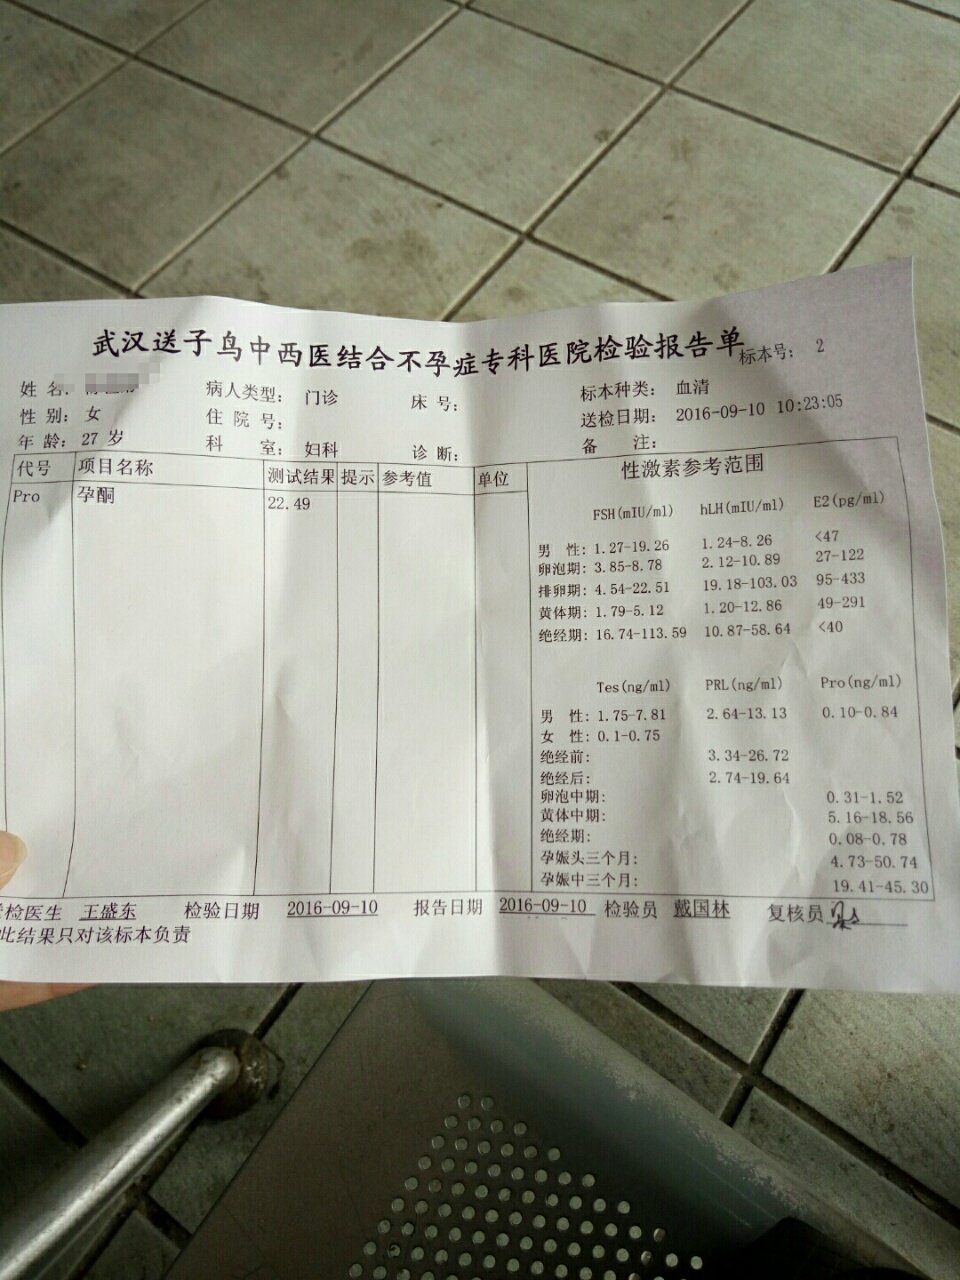 武汉送子鸟中西医结合不孕症专科医院检验报告单
标本号: 2
姓 名: 病人类型: 门诊 床 号: 标本种类: 血清
性 别: 女 住 院 号: 送检日期: 2016-09-10 10:23:05
年 龄: 27 岁 科 室: 妇科 诊 断: 备 注:
代号 项目名称 测试结果 提示 参考值 单位
Pro 孕酮 22.49
性激素参考范围
FSH(mIU/ml) hLH(mIU/ml) E2(pg/ml)
男 性: 1.27-19.26 1.24-8.26 <47
卵泡期: 3.85-8.78 2.12-10.89 27-122
排卵期: 4.54-22.51 19.18-103.03 95-433
黄体期: 1.79-5.12 1.20-12.86 49-291
绝经期: 16.74-113.59 10.87-58.64 <40
Tes(ng/ml) PRL(ng/ml) Pro(ng/ml)
男 性: 1.75-7.81 2.64-13.13 0.10-0.84
女 性: 0.1-0.75
绝经前: 3.34-26.72
绝经后: 2.74-19.64
卵泡中期: 0.31-1.52
黄体中期: 5.16-18.56
绝经期: 0.08-0.78
孕娠头三个月: 4.73-50.74
孕娠中三个月: 19.41-45.30
检医生 王盛东 检验日期 2016-09-10 报告日期 2016-09-10 检验员 戴国林 复核员
此结果只对该标本负责